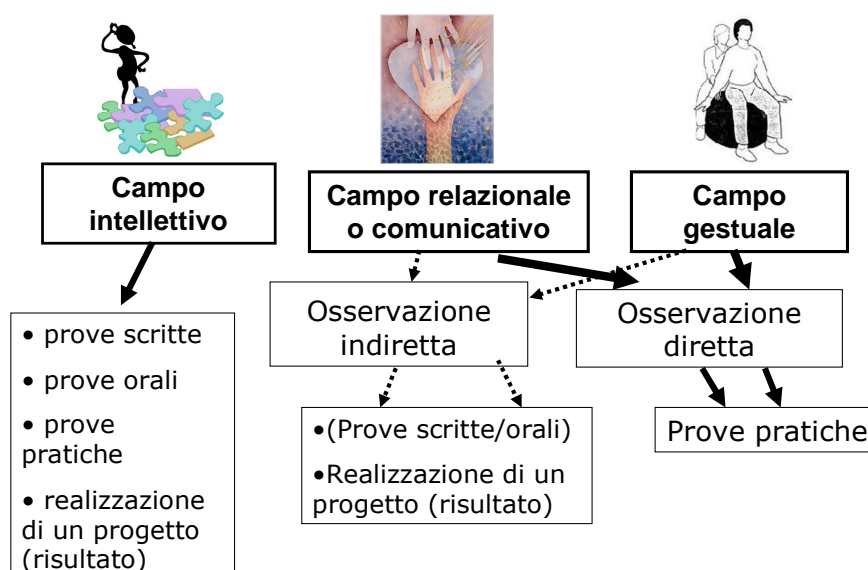 Campo
intellettivo
Campo relazionale
o comunicativo
Campo
gestuale
• prove scritte
• prove orali
• prove
pratiche
• realizzazione
di un progetto
(risultato)
Osservazione
indiretta
Osservazione
diretta
•(Prove scritte/orali)
•Realizzazione di un
progetto (risultato)
Prove pratiche